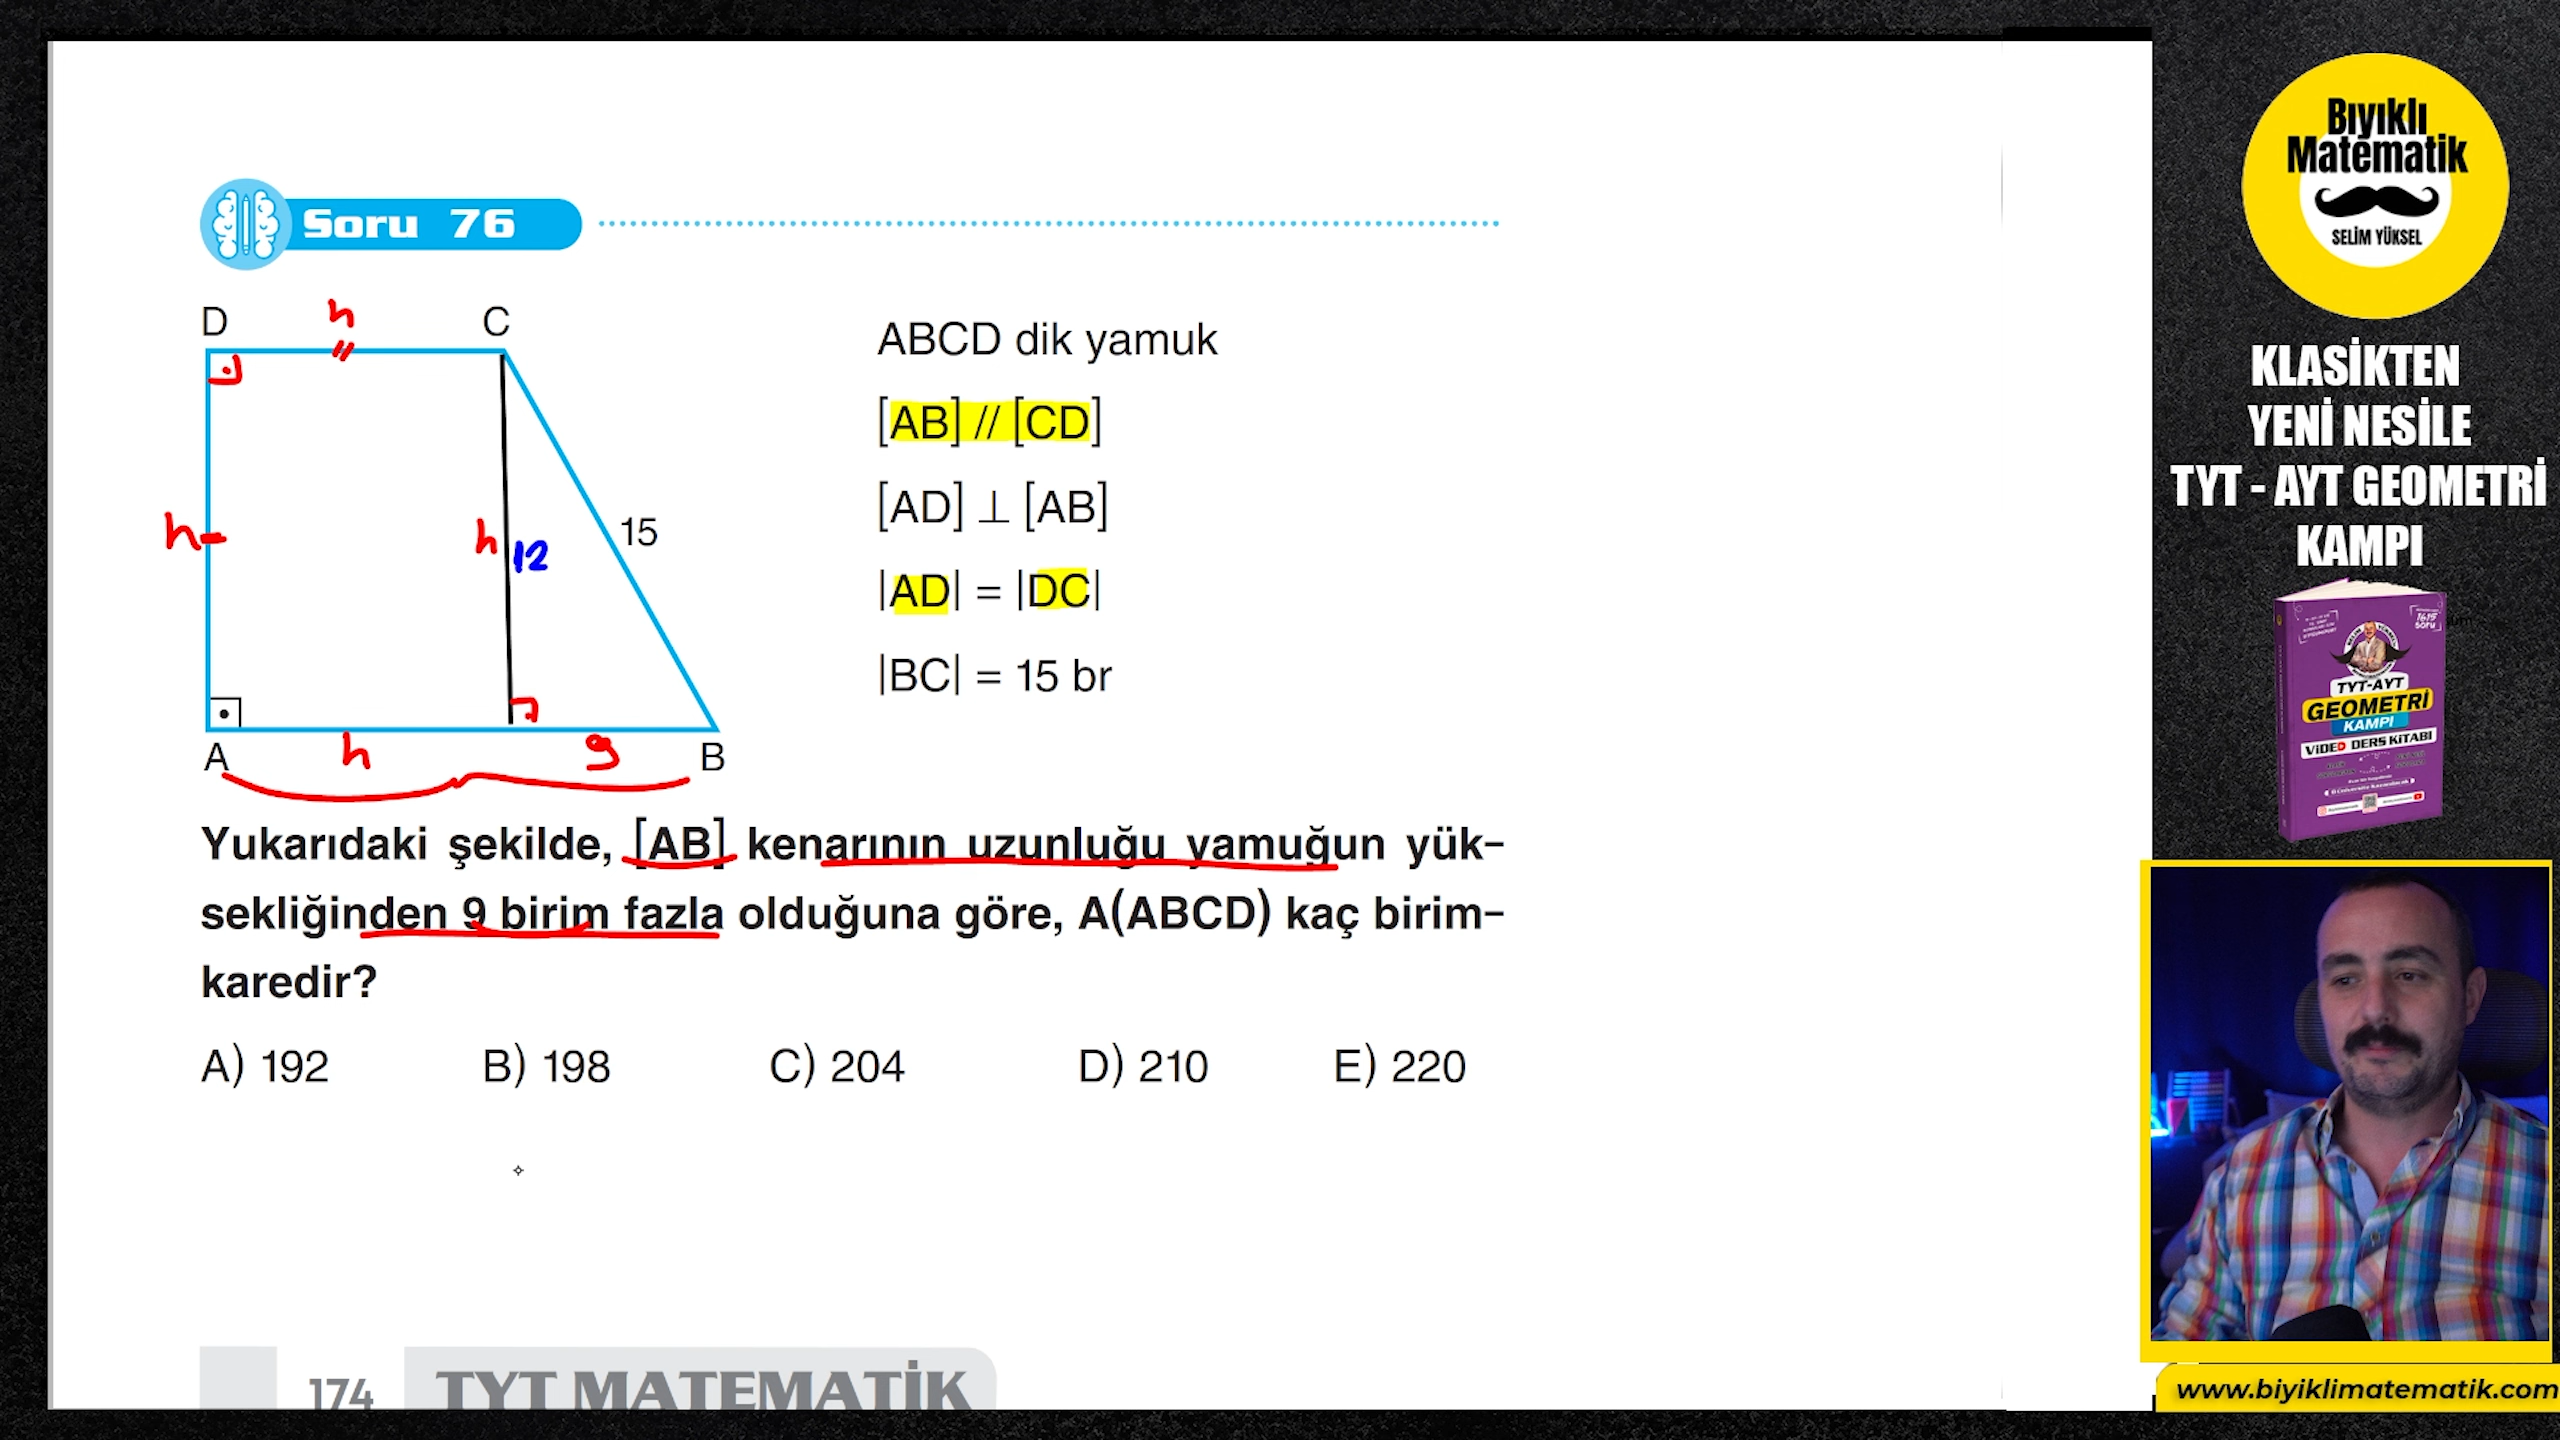 Soru 76
D
h
C
ABCD dik yamuk
[AB] // [CD]
[AD] ⊥ [AB]
|AD| = |DC|
|BC| = 15 br
h
h
12
15
A
h
9
B
Yukarıdaki şekilde, [AB] kenarının uzunluğu yamuğun yük-
sekliğinden 9 birim fazla olduğuna göre, A(ABCD) kaç birim-
karedir?
A) 192 B) 198 C) 204 D) 210 E) 220
174 TYT MATEMATİK
Bıyıklı
Matematik
SELİM YÜKSEL
KLASİKTEN
YENİ NESİLE
TYT - AYT GEOMETRİ
KAMPI
1615
soru
TYT-AYT
GEOMETRİ
KAMPI
VİDEO DERS KİTABI
www.biyiklimatematik.com